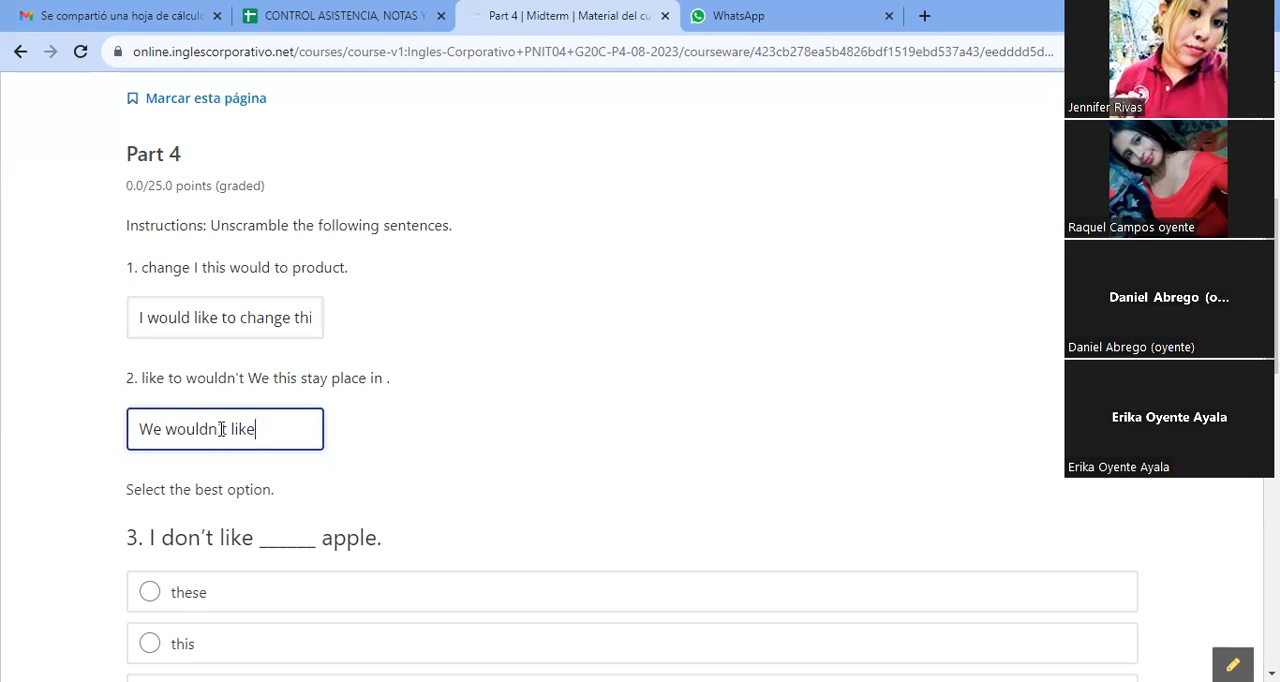 Se compartió una hoja de cálculo
CONTROL ASISTENCIA, NOTAS Y
Part 4 | Midterm | Material del cu
WhatsApp
online.inglescorporativo.net/courses/course-v1:Ingles-Corporativo+PNIT04+G20C-P4-08-2023/courseware/423cb278ea5b4826bdf1519ebd537a43/eedddd5d...
Marcar esta página
Part 4
0.0/25.0 points (graded)
Instructions: Unscramble the following sentences.
1. change I this would to product.
I would like to change thi
2. like to wouldn't We this stay place in .
We wouldn't like
Select the best option.
3. I don’t like ______ apple.
these
this
Jennifer Rivas
Raquel Campos oyente
Daniel Abrego (o...
Daniel Abrego (oyente)
Erika Oyente Ayala
Erika Oyente Ayala